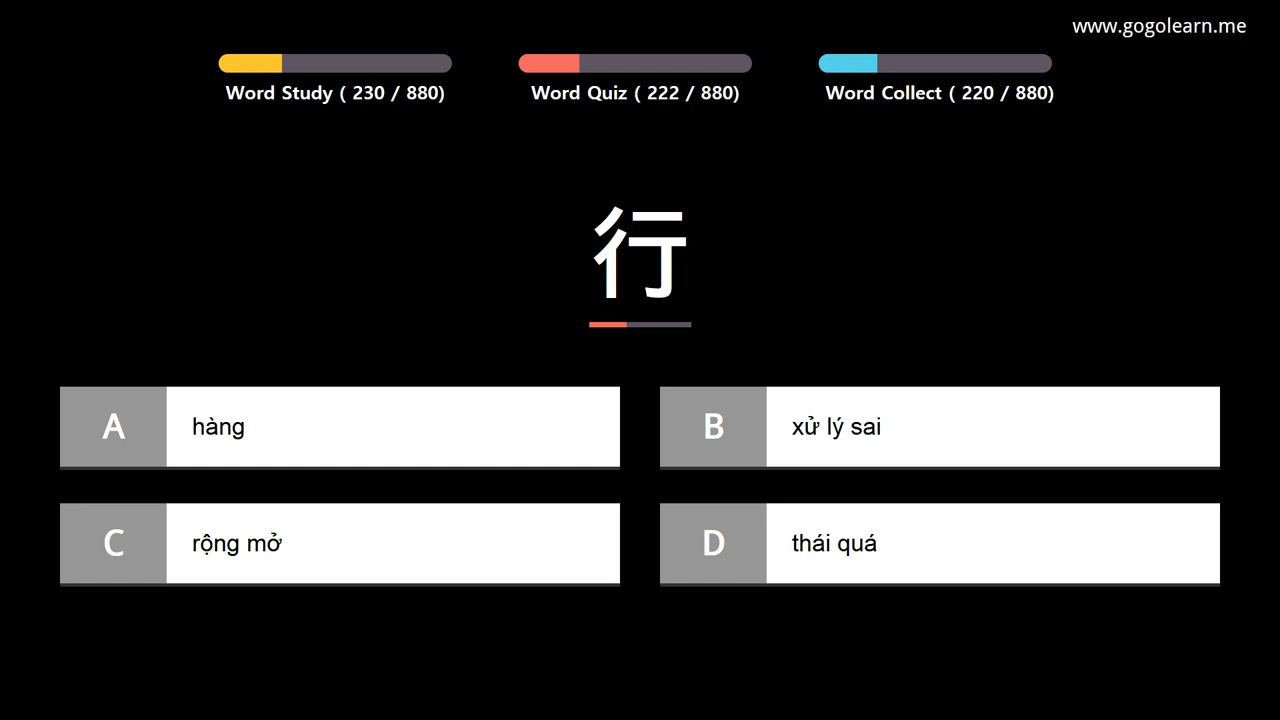 www.gogolearn.me
Word Study ( 230 / 880)
Word Quiz ( 222 / 880)
Word Collect ( 220 / 880)
行
A hàng
B xử lý sai
C rộng mở
D thái quá